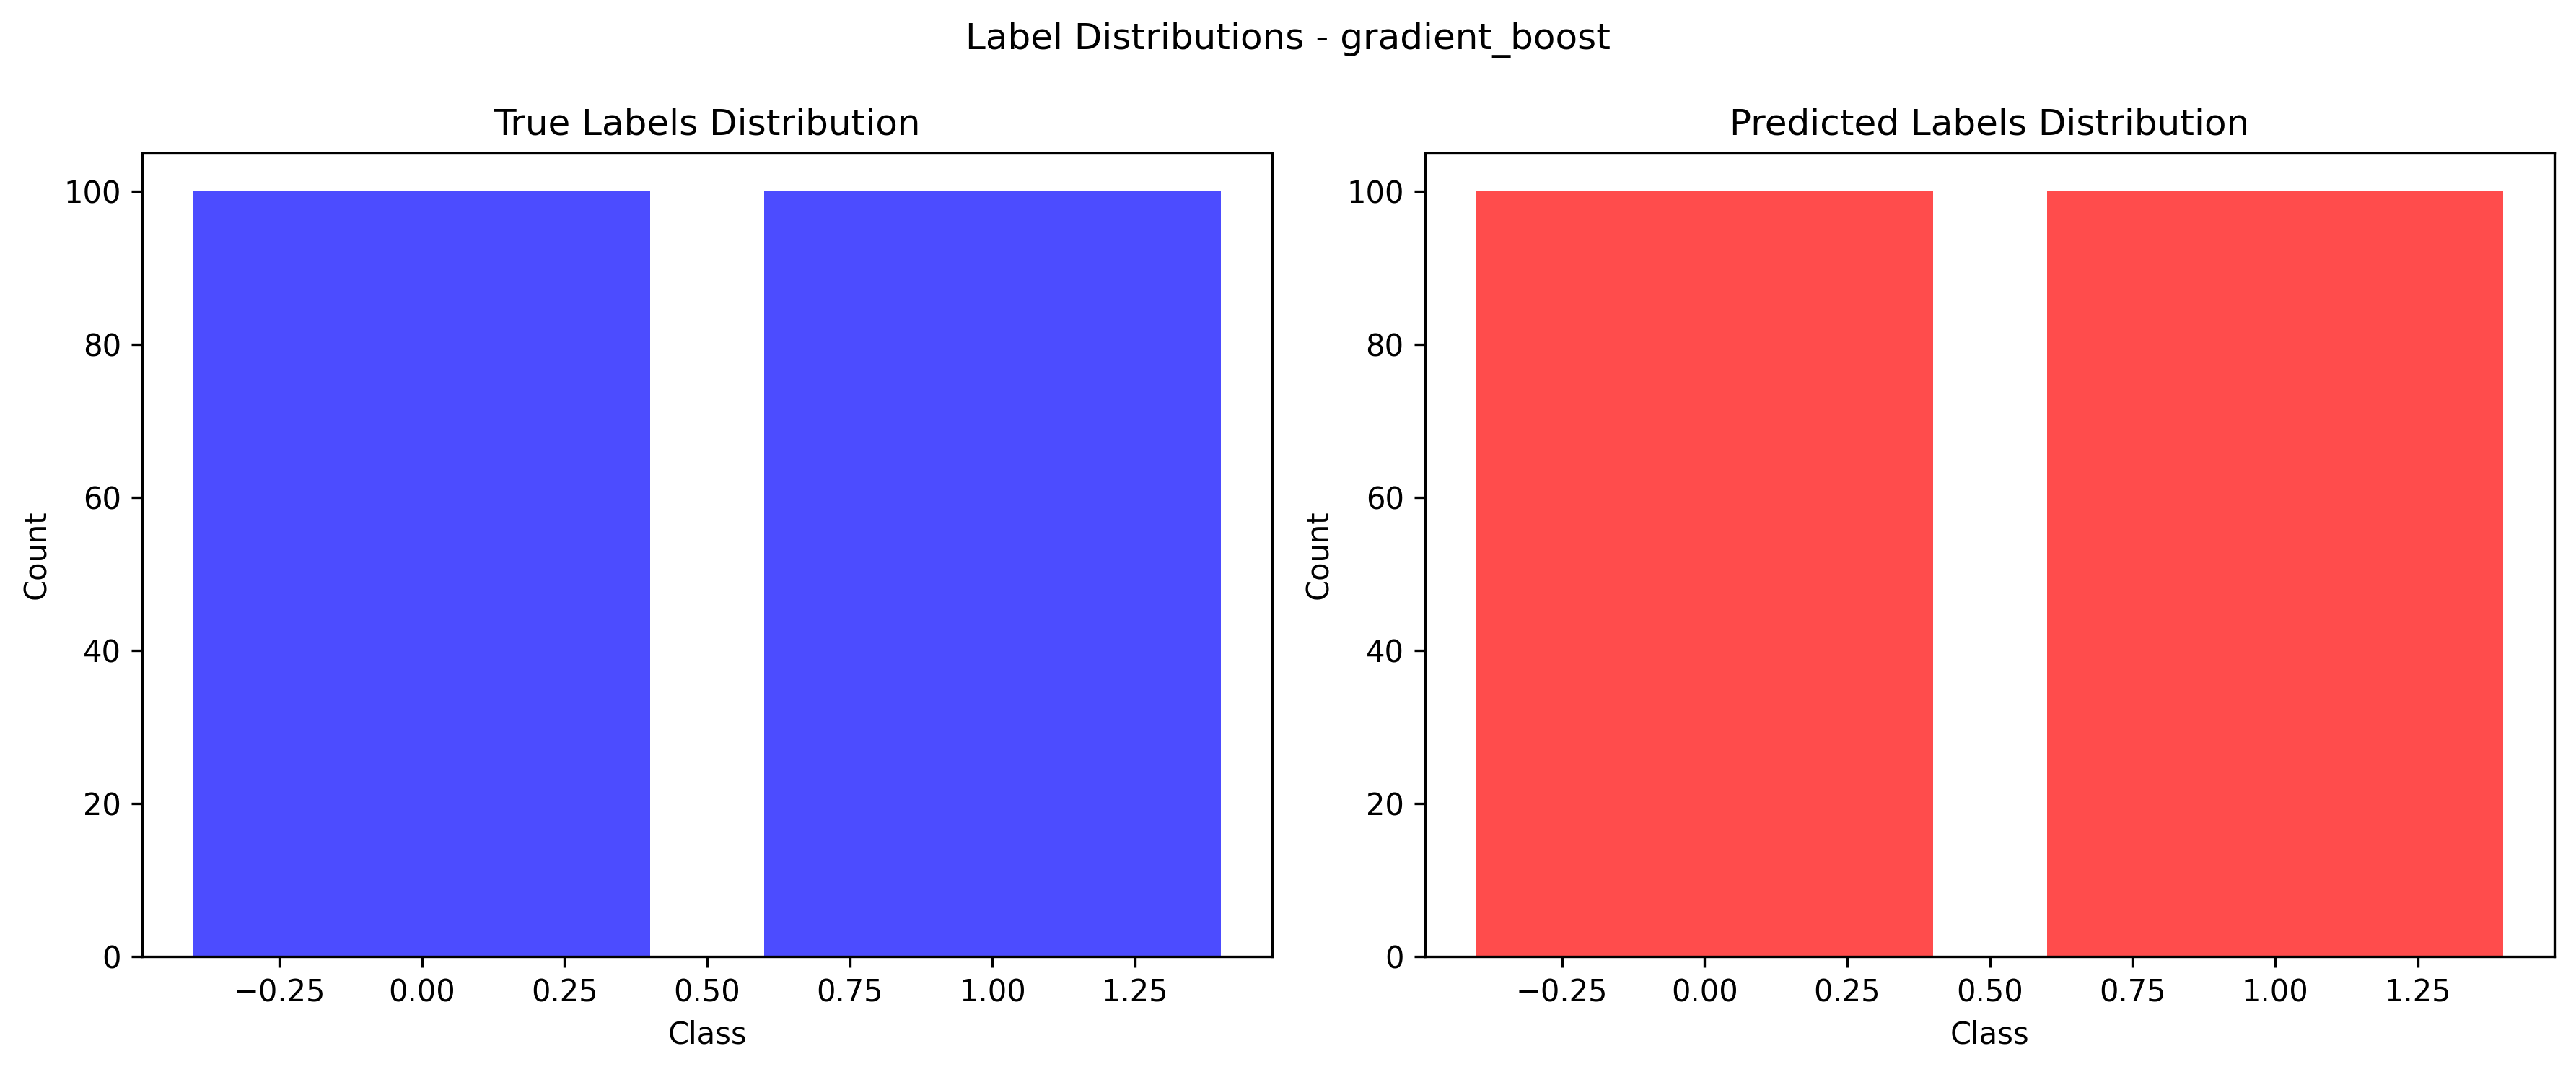 Label Distributions - gradient_boost
True Labels Distribution
100
80
60
40
20
0
Count
−0.25 0.00 0.25 0.50 0.75 1.00 1.25
Class
Predicted Labels Distribution
100
80
60
40
20
0
Count
−0.25 0.00 0.25 0.50 0.75 1.00 1.25
Class